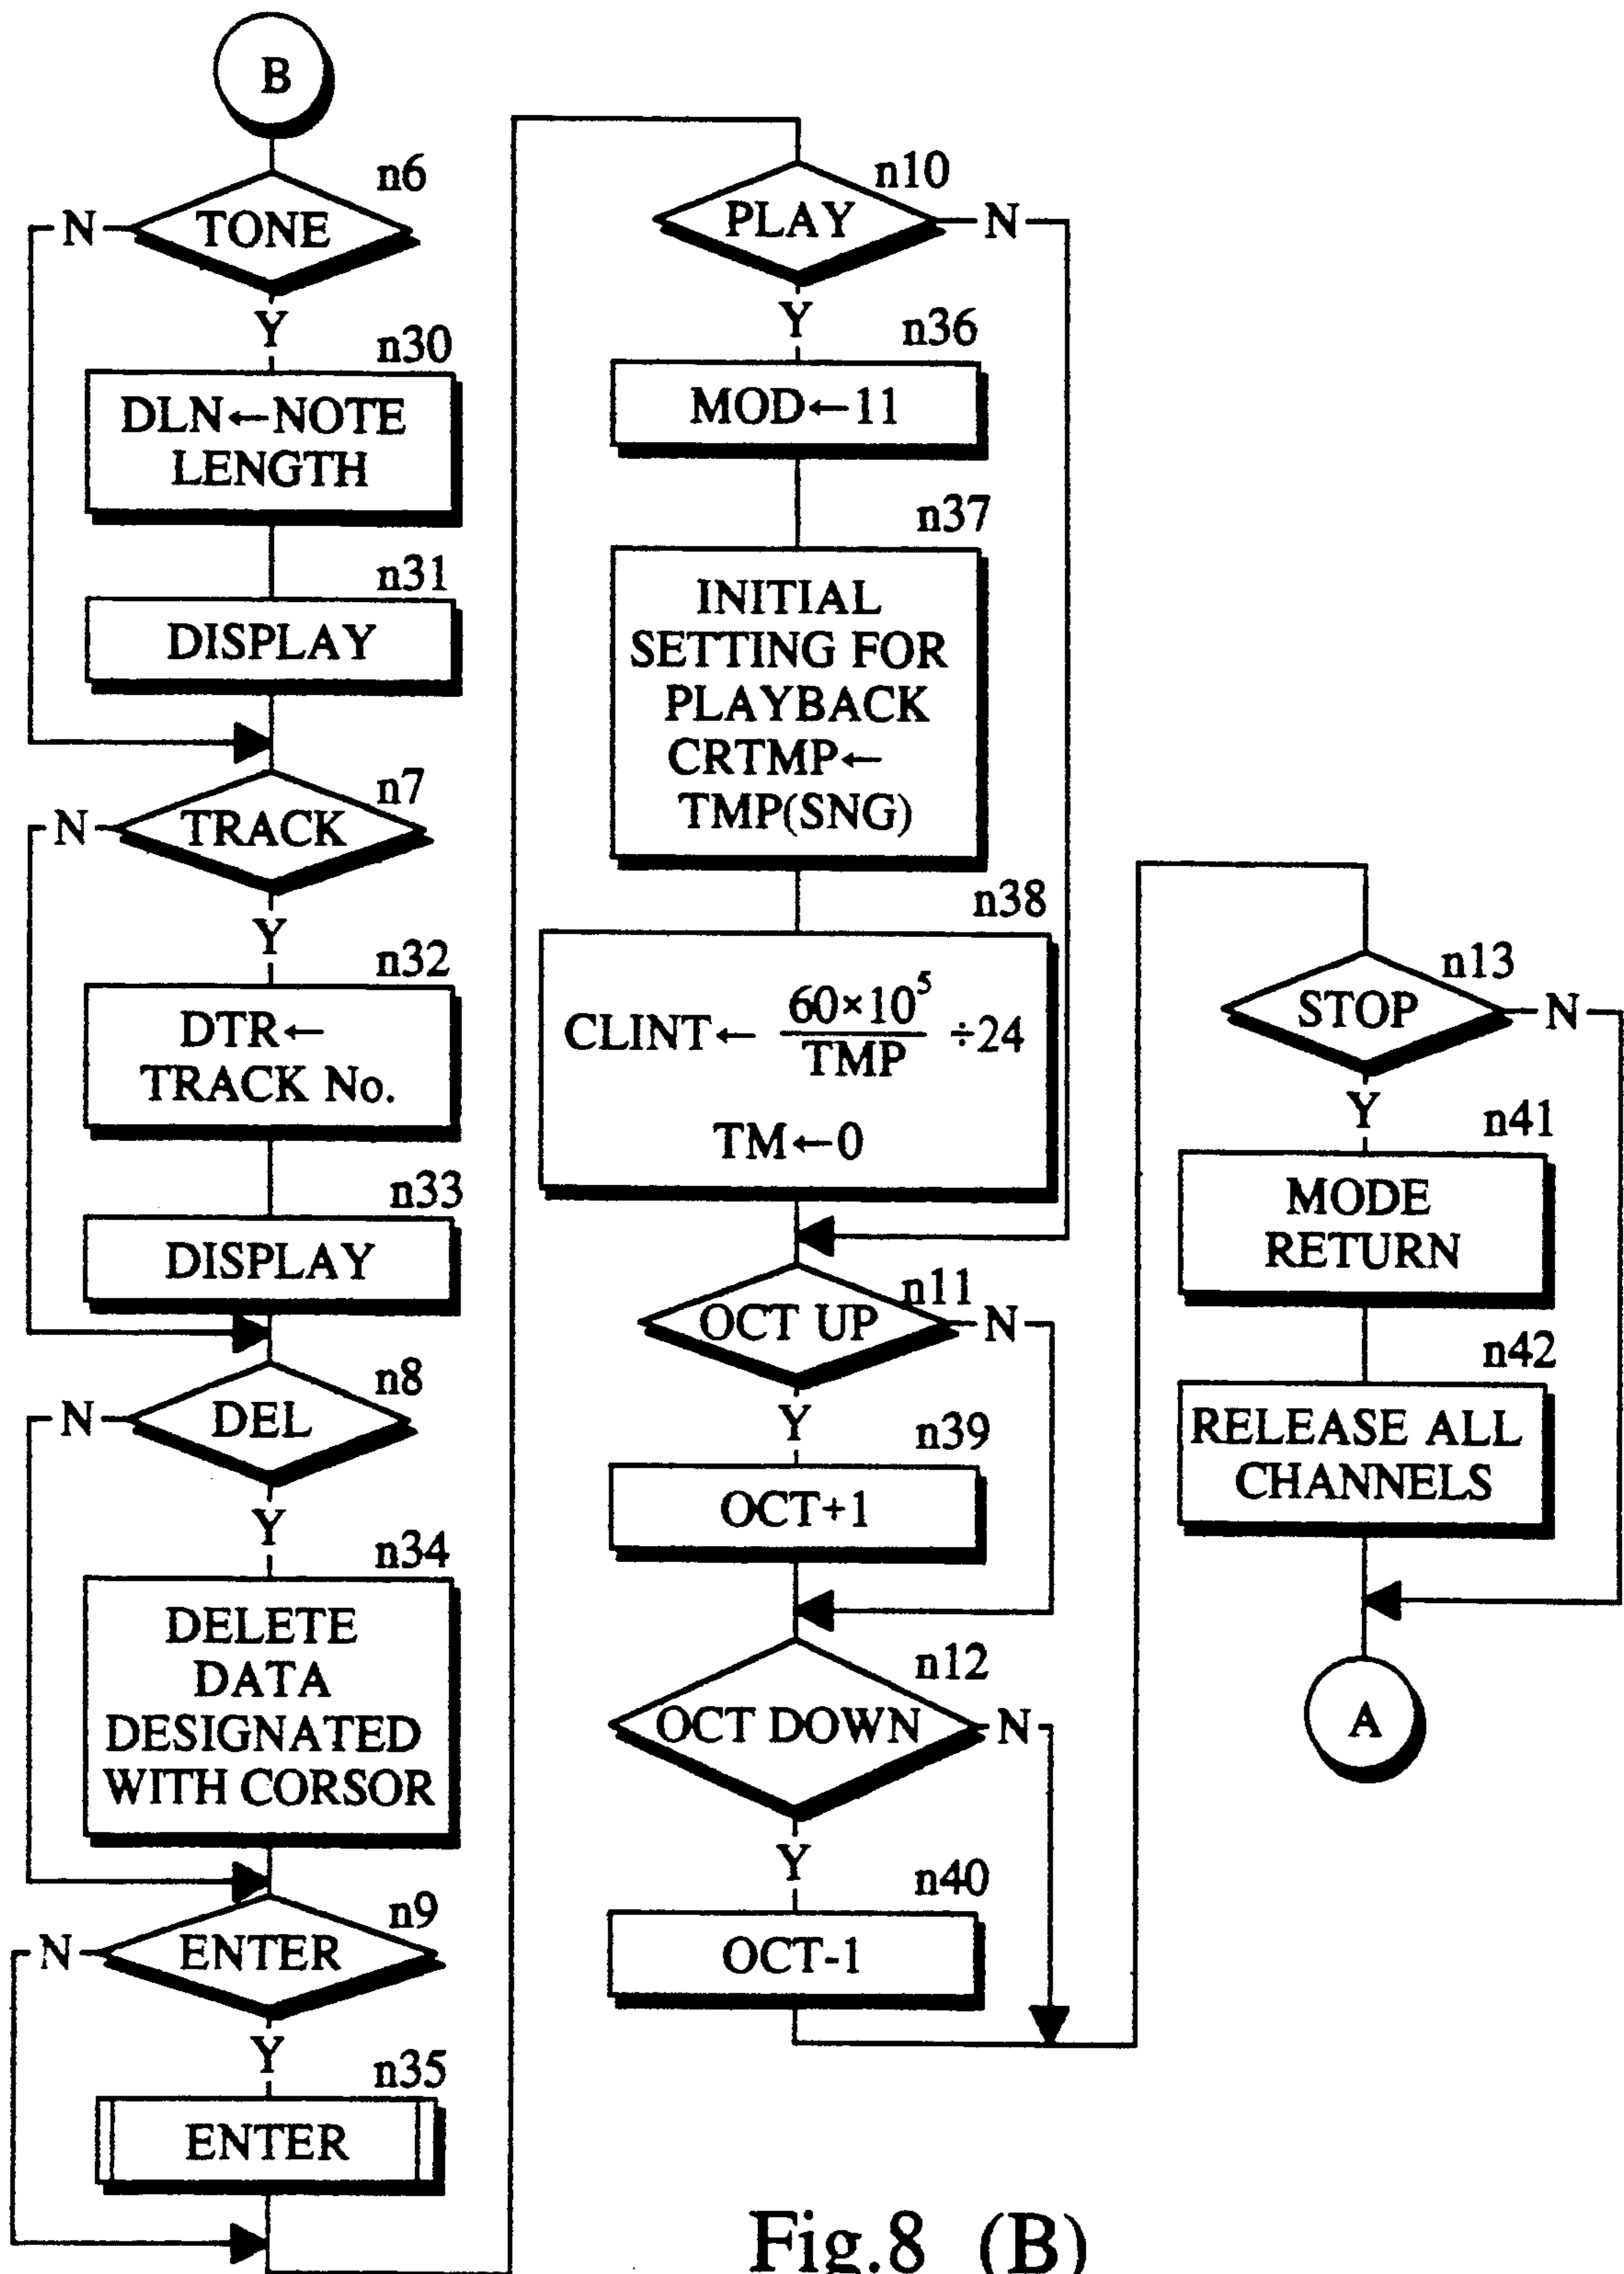 B
n6
TONE
N
Y
n30
DLN←NOTE
LENGTH
n31
DISPLAY
n7
TRACK
N
Y
n32
DTR←
TRACK No.
n33
DISPLAY
n8
DEL
N
Y
n34
DELETE
DATA
DESIGNATED
WITH CORSOR
n9
ENTER
N
Y
n35
ENTER
n10
PLAY
N
Y
n36
MOD←11
n37
INITIAL
SETTING FOR
PLAYBACK
CRTMP←
TMP(SNG)
n38
CLINT← 60×10⁵/TMP ÷24
TM←0
n11
OCT UP
N
Y
n39
OCT+1
n12
OCT DOWN
N
Y
n40
OCT-1
n13
STOP
N
Y
n41
MODE
RETURN
n42
RELEASE ALL
CHANNELS
A
Fig.8 (B)